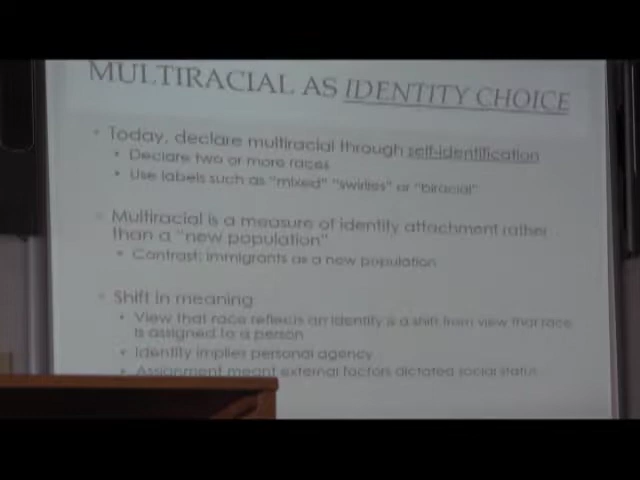 MULTIRACIAL AS IDENTITY CHOICE
• Today, declare multiracial through self-identification
• Declare two or more races
• Use labels such as "mixed" "swirlies" or "biracial"
• Multiracial is a measure of identity attachment rather
than a "new population"
• Contrast: immigrants as a new population
• Shift in meaning
• View that race reflects an identity is a shift from view that race
is assigned to a person
• Identity implies personal agency
• Assignment meant external factors dictated social status